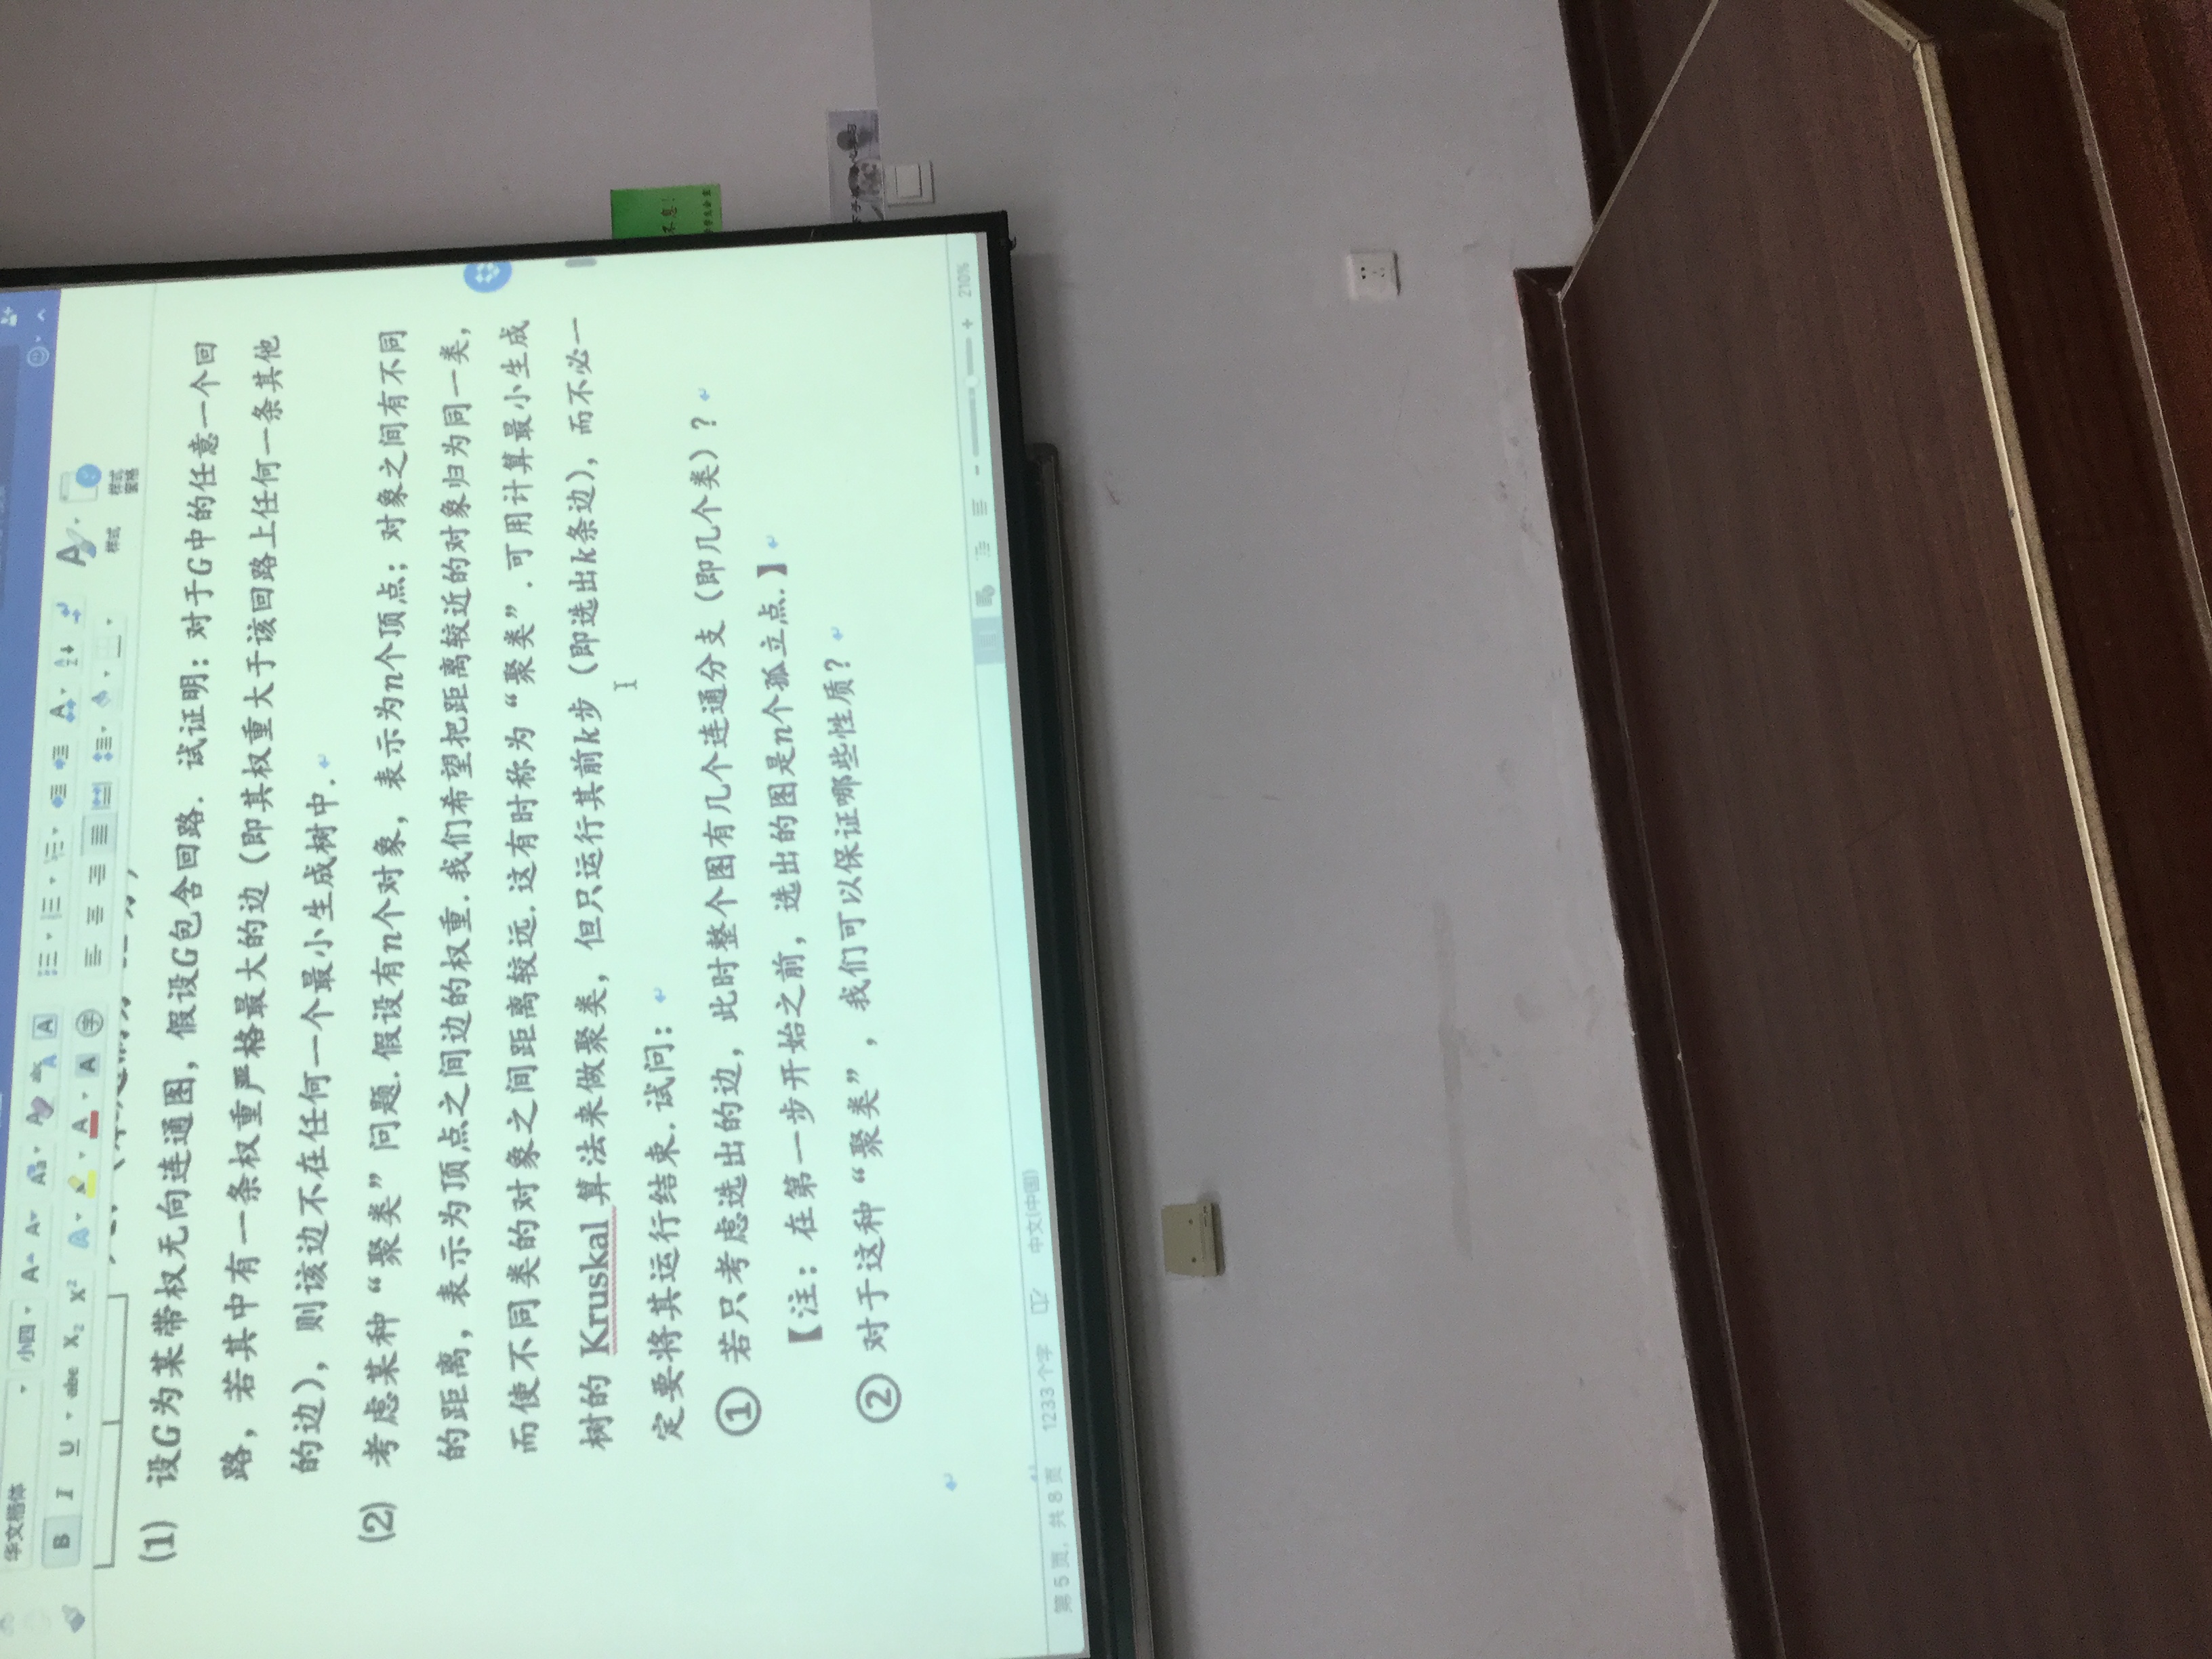 华文楷体
小四
(1) 设G为某带权无向连通图，假设G包含回路. 试证明：对于G中的任意一个回
路，若其中有一条权重严格最大的边（即其权重大于该回路上任何一条其他
的边），则该边不在任何一个最小生成树中.
(2) 考虑某种“聚类”问题.假设有n个对象，表示为n个顶点；对象之间有不同
的距离，表示为顶点之间边的权重.我们希望把距离较近的对象归为同一类，
而使不同类的对象之间距离较远.这有时称为“聚类”.可用计算最小生成
树的 Kruskal 算法来做聚类，但只运行其前k步（即选出k条边），而不必一
定要将其运行结束.试问：
① 若只考虑选出的边，此时整个图有几个连通分支（即几个类）？
【注：在第一步开始之前，选出的图是n个孤立点.】
② 对于这种“聚类”，我们可以保证哪些性质？
样式
样式
窗格
第 5 页，共 8 页 1233 个字 中文(中国) 210%
不息！